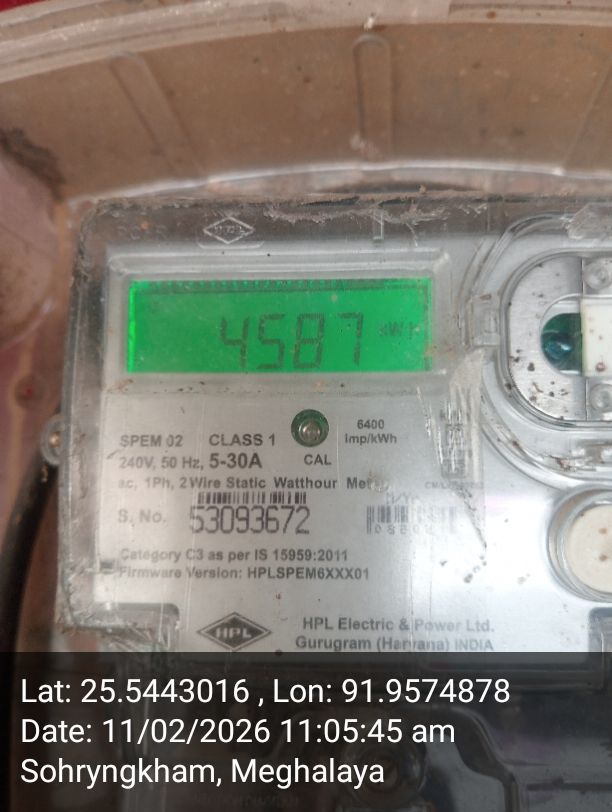 4587 kWh
SPEM 02 CLASS 1
6400
Imp/kWh
240V, 50 Hz, 5-30A
CAL
ac, 1Ph, 2 Wire Static Watthour Meter
S. No. 53093672
Category C3 as per IS 15959:2011
Firmware Version: HPLSPEM6XXX01
HPL
HPL Electric & Power Ltd.
Gurugram (Haryana) INDIA
Lat: 25.5443016 , Lon: 91.9574878
Date: 11/02/2026 11:05:45 am
Sohryngkham, Meghalaya